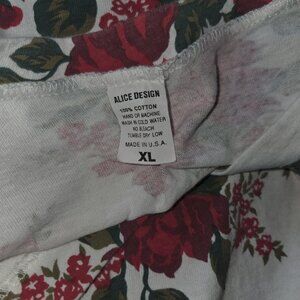 ALICE DESIGN
100% COTTON
HAND OR MACHINE
WASH IN COLD WATER
NO BLEACH
TUMBLE DRY LOW
MADE IN U.S.A.
XL